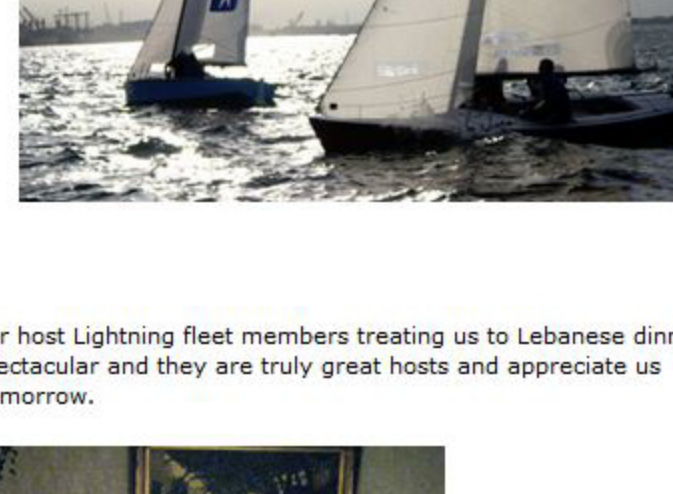 r host Lightning fleet members treating us to Lebanese dinn
ectacular and they are truly great hosts and appreciate us
morrow.